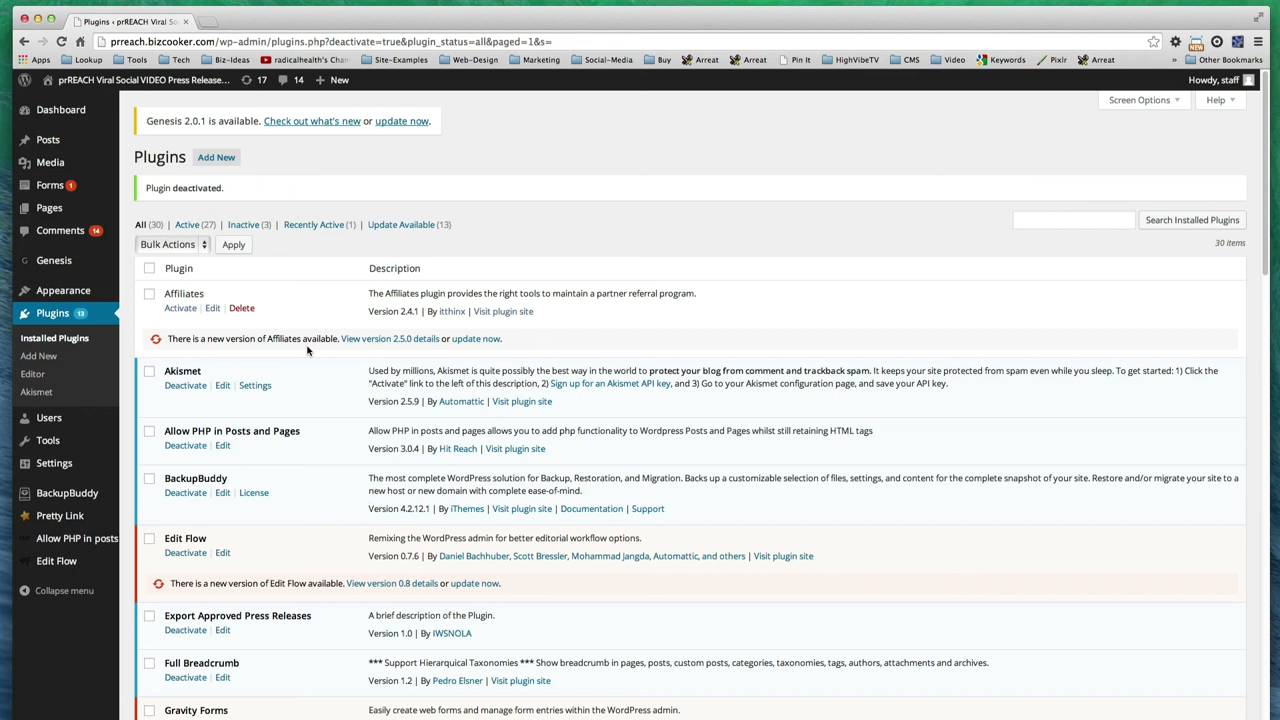 Plugins ‹ prREACH Viral So
prreach.bizcooker.com/wp-admin/plugins.php?deactivate=true&plugin_status=all&paged=1&s=
Apps Lookup Tools Tech Biz-Ideas radicalhealth's Chan Site-Examples Web-Design Marketing Social-Media Buy Arreat Arreat Pin It HighVibeTV CMS Video Keywords Pixlr Arreat » Other Bookmarks
prREACH Viral Social VIDEO Press Release... 17 14 + New Howdy, staff
Screen Options Help
Genesis 2.0.1 is available. Check out what's new or update now.
Plugins Add New
Plugin deactivated.
All (30) | Active (27) | Inactive (3) | Recently Active (1) | Update Available (13)
Search Installed Plugins
Bulk Actions Apply
30 items
Plugin Description
Affiliates The Affiliates plugin provides the right tools to maintain a partner referral program.
Activate | Edit | Delete Version 2.4.1 | By itthinx | Visit plugin site
There is a new version of Affiliates available. View version 2.5.0 details or update now.
Akismet Used by millions, Akismet is quite possibly the best way in the world to protect your blog from comment and trackback spam. It keeps your site protected from spam even while you sleep. To get started: 1) Click the
Deactivate | Edit | Settings "Activate" link to the left of this description, 2) Sign up for an Akismet API key, and 3) Go to your Akismet configuration page, and save your API key.
Version 2.5.9 | By Automattic | Visit plugin site
Allow PHP in Posts and Pages Allow PHP in posts and pages allows you to add php functionality to Wordpress Posts and Pages whilst still retaining HTML tags
Deactivate | Edit Version 3.0.4 | By Hit Reach | Visit plugin site
BackupBuddy The most complete WordPress solution for Backup, Restoration, and Migration. Backs up a customizable selection of files, settings, and content for the complete snapshot of your site. Restore and/or migrate your site to
Deactivate | Edit | License a new host or new domain with complete ease-of-mind.
Version 4.2.12.1 | By iThemes | Visit plugin site | Documentation | Support
Edit Flow Remixing the WordPress admin for better editorial workflow options.
Deactivate | Edit Version 0.7.6 | By Daniel Bachhuber, Scott Bressler, Mohammad Jangda, Automattic, and others | Visit plugin site
There is a new version of Edit Flow available. View version 0.8 details or update now.
Export Approved Press Releases A brief description of the Plugin.
Deactivate | Edit Version 1.0 | By IWSNOLA
Full Breadcrumb *** Support Hierarquical Taxonomies *** Show breadcrumb in pages, posts, custom posts, categories, taxonomies, tags, authors, attachments and archives.
Deactivate | Edit Version 1.2 | By Pedro Elsner | Visit plugin site
Gravity Forms Easily create web forms and manage form entries within the WordPress admin.
Dashboard
Posts
Media
Forms 1
Pages
Comments 14
Genesis
Appearance
Plugins 13
Installed Plugins
Add New
Editor
Akismet
Users
Tools
Settings
BackupBuddy
Pretty Link
Allow PHP in posts
Edit Flow
Collapse menu